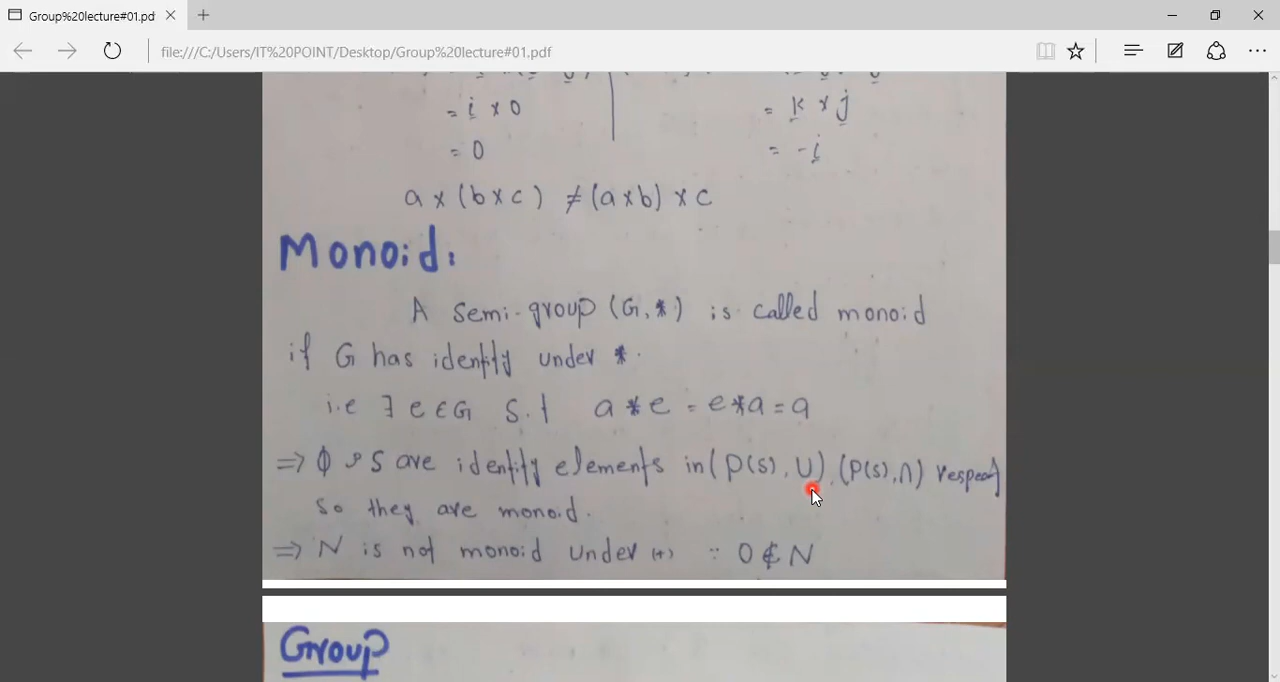 Group%20lecture#01.pd
file:///C:/Users/IT%20POINT/Desktop/Group%20lecture#01.pdf
= i × 0
= k × j
= 0
= -i
a × (b × c) ≠ (a × b) × c
Monoid:
A semi-group (G, *) is called monoid
if G has identity under *.
i.e ∃ e ∈ G s.t a * e = e * a = a
⇒ ϕ و S are identity elements in (P(s), ∪), (P(s), ∩) respect
so they are monoid.
⇒ N is not monoid under (+) ∵ 0 ∉ N
Group